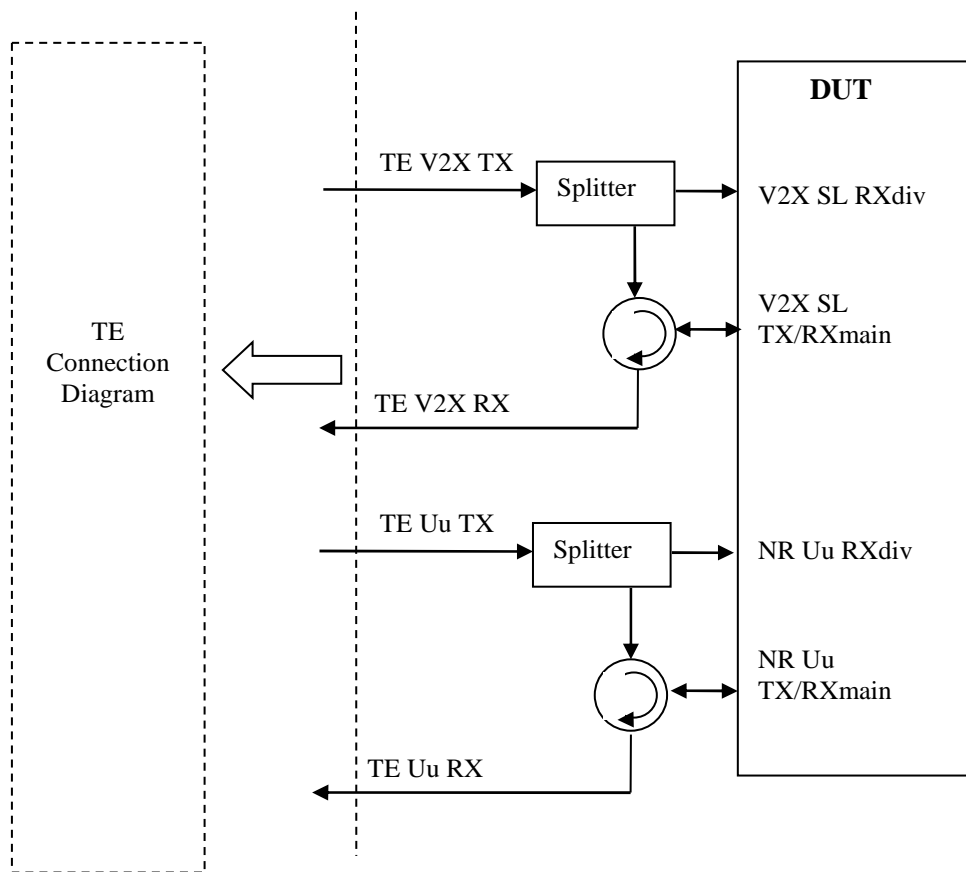 DUT
TE V2X TX
Splitter
V2X SL RXdiv
V2X SL
TX/RXmain
TE
Connection
Diagram
TE V2X RX
TE Uu TX
Splitter
NR Uu RXdiv
NR Uu
TX/RXmain
TE Uu RX